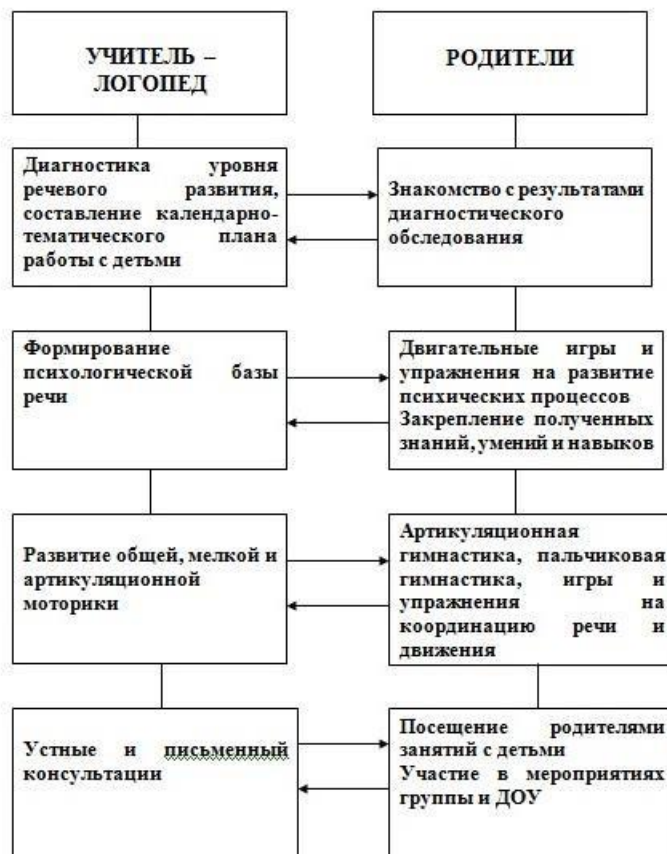 УЧИТЕЛЬ –
ЛОГОПЕД
РОДИТЕЛИ
Диагностика уровня
речевого развития,
составление календарно-
тематического плана
работы с детьми
Знакомство с результатами
диагностического
обследования
Формирование
психологической базы
речи
Двигательные игры и
упражнения на развитие
психических процессов
Закрепление полученных
знаний, умений и навыков
Развитие общей, мелкой и
артикуляционной
моторики
Артикуляционная
гимнастика, пальчиковая
гимнастика, игры и
упражнения на
координацию речи и
движения
Устные и письменный
консультации
Посещение родителями
занятий с детьми
Участие в мероприятиях
группы и ДОУ